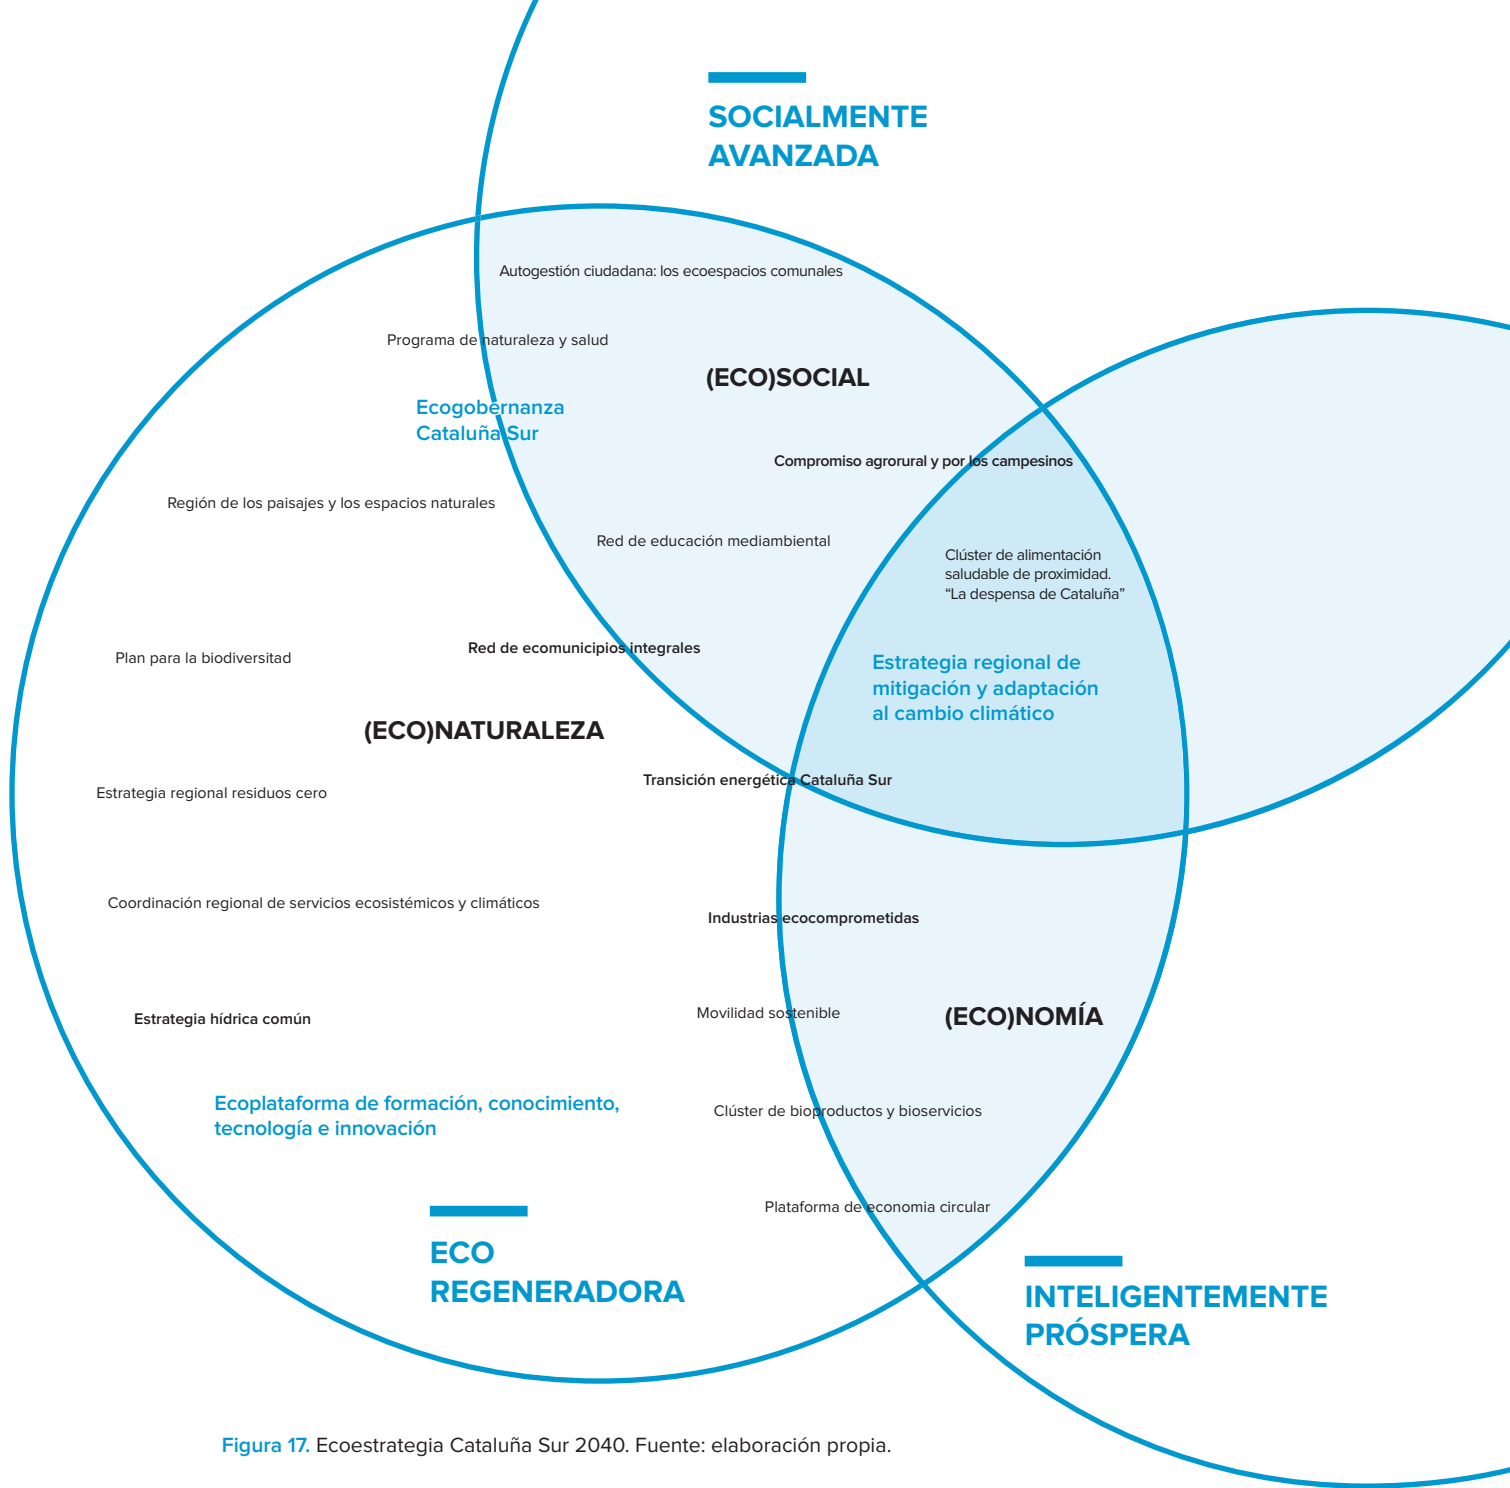 SOCIALMENTE
AVANZADA
Autogestión ciudadana: los ecoespacios comunales
Programa de naturaleza y salud
(ECO)SOCIAL
Ecogobernanza
Cataluña Sur
Compromiso agrorural y por los campesinos
Región de los paisajes y los espacios naturales
Red de educación mediambiental
Clúster de alimentación
saludable de proximidad.
“La despensa de Cataluña”
Red de ecomunicipios integrales
Plan para la biodiversitad
Estrategia regional de
mitigación y adaptación
al cambio climático
(ECO)NATURALEZA
Transición energética Cataluña Sur
Estrategia regional residuos cero
Coordinación regional de servicios ecosistémicos y climáticos
Industrias ecocomprometidas
Estrategia hídrica común
Movilidad sostenible
(ECO)NOMÍA
Ecoplataforma de formación, conocimiento,
tecnología e innovación
Clúster de bioproductos y bioservicios
Plataforma de economia circular
ECO
REGENERADORA
INTELIGENTEMENTE
PRÓSPERA
Figura 17. Ecoestrategia Cataluña Sur 2040. Fuente: elaboración propia.